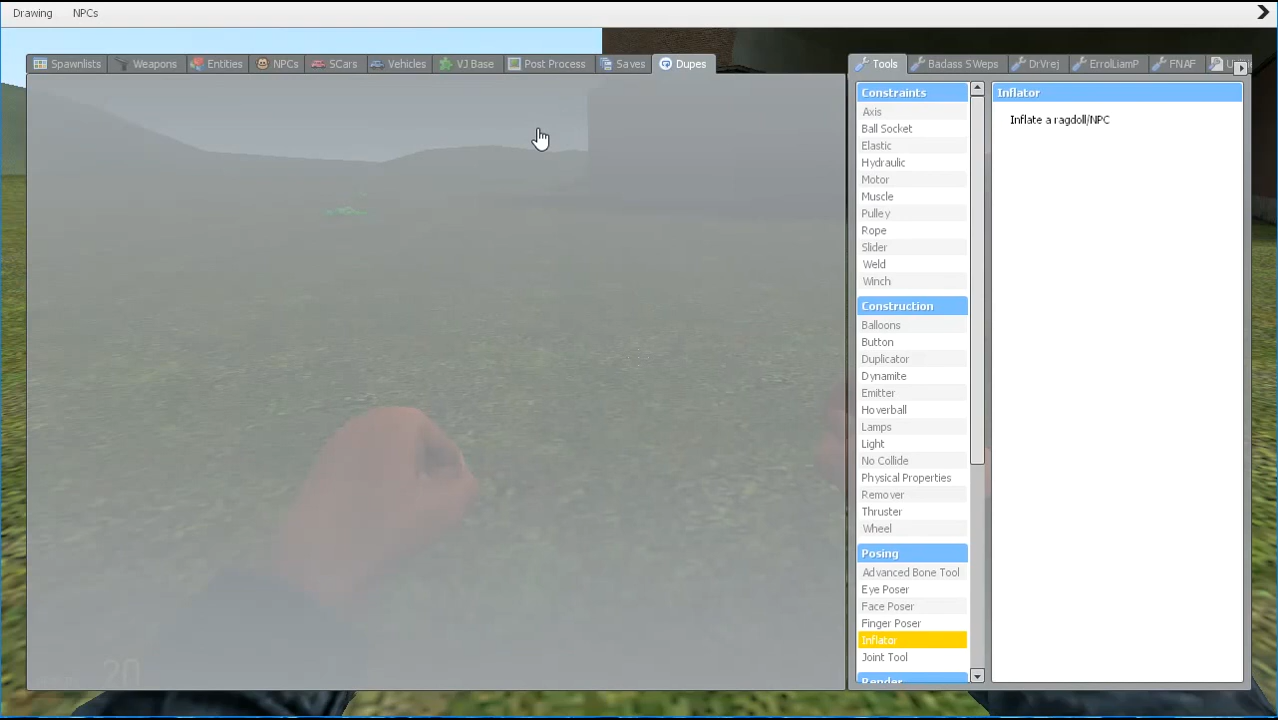 Drawing NPCs
Spawnlists Weapons Entities NPCs SCars Vehicles VJ Base Post Process Saves Dupes
Tools Badass SWeps DrVrej ErrolLiamP FNAF
Constraints
Axis
Ball Socket
Elastic
Hydraulic
Motor
Muscle
Pulley
Rope
Slider
Weld
Winch
Construction
Balloons
Button
Duplicator
Dynamite
Emitter
Hoverball
Lamps
Light
No Collide
Physical Properties
Remover
Thruster
Wheel
Posing
Advanced Bone Tool
Eye Poser
Face Poser
Finger Poser
Inflator
Joint Tool
Render
Inflator
Inflate a ragdoll/NPC
20